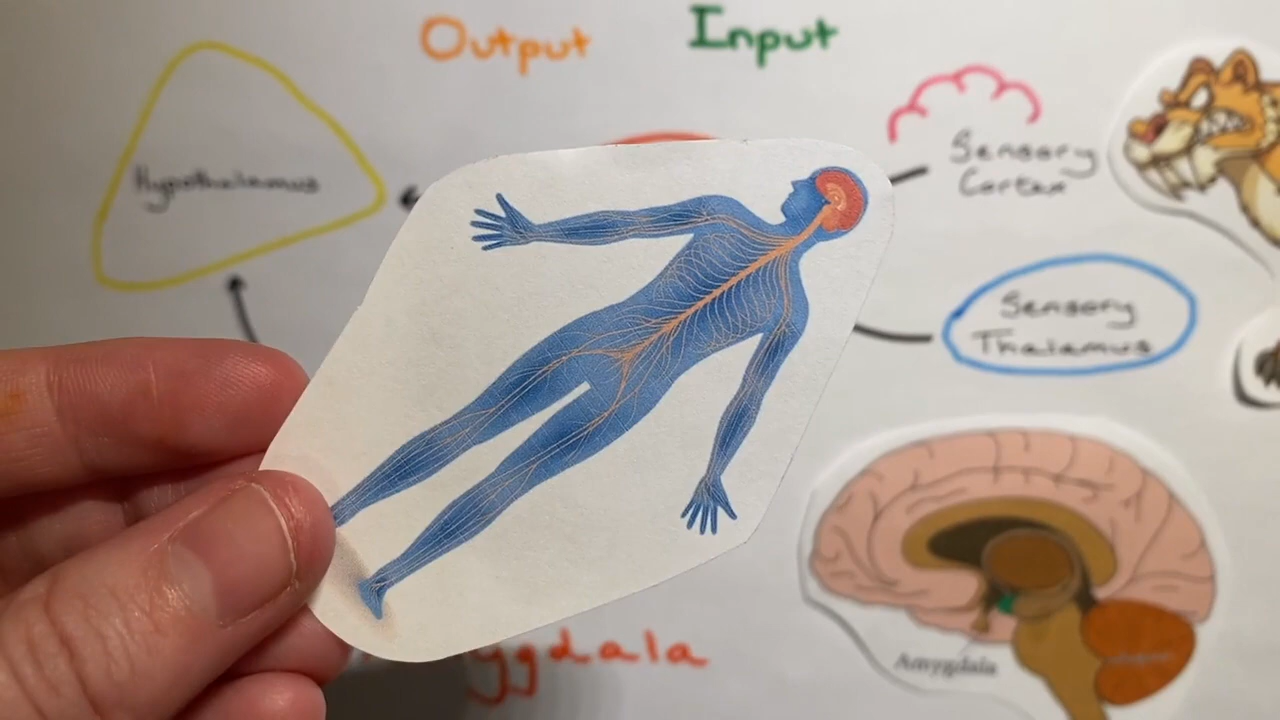 Output
Input
Hypothalamus
Sensory
Cortex
Sensory
Thalamus
Amygdala
ygdala